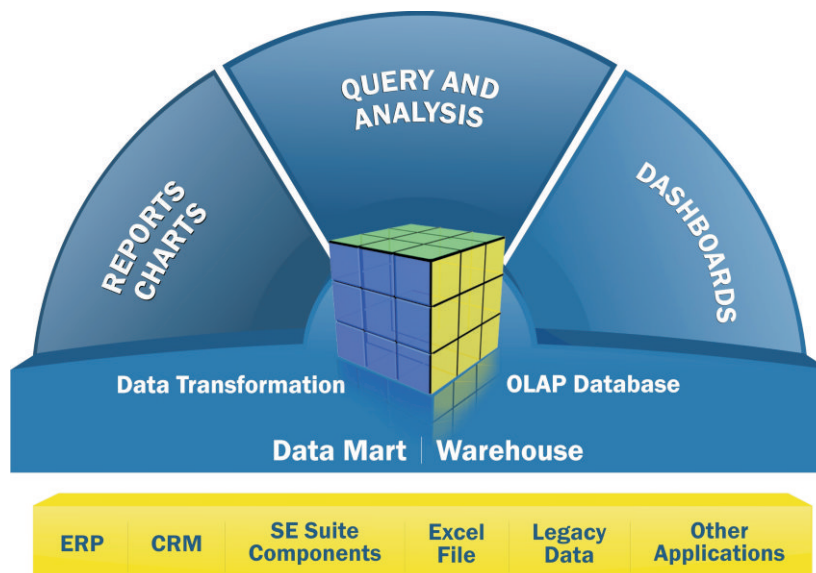 QUERY AND
ANALYSIS
REPORTS
CHARTS
DASHBOARDS
Data Transformation
OLAP Database
Data Mart | Warehouse
ERP
CRM
SE Suite
Components
Excel
File
Legacy
Data
Other
Applications